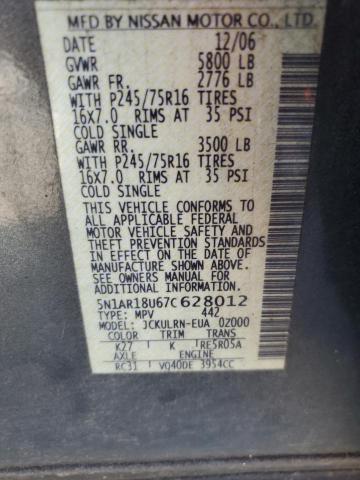 MFD BY NISSAN MOTOR CO., LTD.
DATE 12/06
GVWR 5800 LB
GAWR FR. 2776 LB
WITH P245/75R16 TIRES
16X7.0 RIMS AT 35 PSI
COLD SINGLE
GAWR RR. 3500 LB
WITH P245/75R16 TIRES
16X7.0 RIMS AT 35 PSI
COLD SINGLE
THIS VEHICLE CONFORMS TO
ALL APPLICABLE FEDERAL
MOTOR VEHICLE SAFETY AND
THEFT PREVENTION STANDARDS
IN EFFECT ON THE DATE OF
MANUFACTURE SHOWN ABOVE.
SEE OWNERS MANUAL FOR
ADDITIONAL INFORMATION
5N1AR18U67C628012
TYPE: MPV 442
MODEL: JCKULRN-EUA 0Z000
COLOR TRIM TRANS
K27 K RE5R05A
AXLE ENGINE
RC31 VQ40DE 3954CC